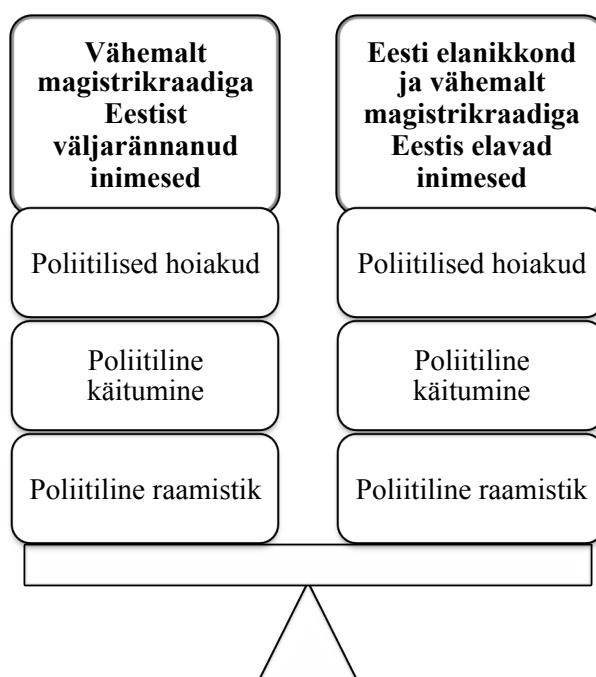 Vähemalt
magistrikraadiga
Eestist
väljarännanud
inimesed
Eesti elanikkond
ja vähemalt
magistrikraadiga
Eestis elavad
inimesed
Poliitilised hoiakud
Poliitilised hoiakud
Poliitiline
käitumine
Poliitiline
käitumine
Poliitiline raamistik
Poliitiline raamistik